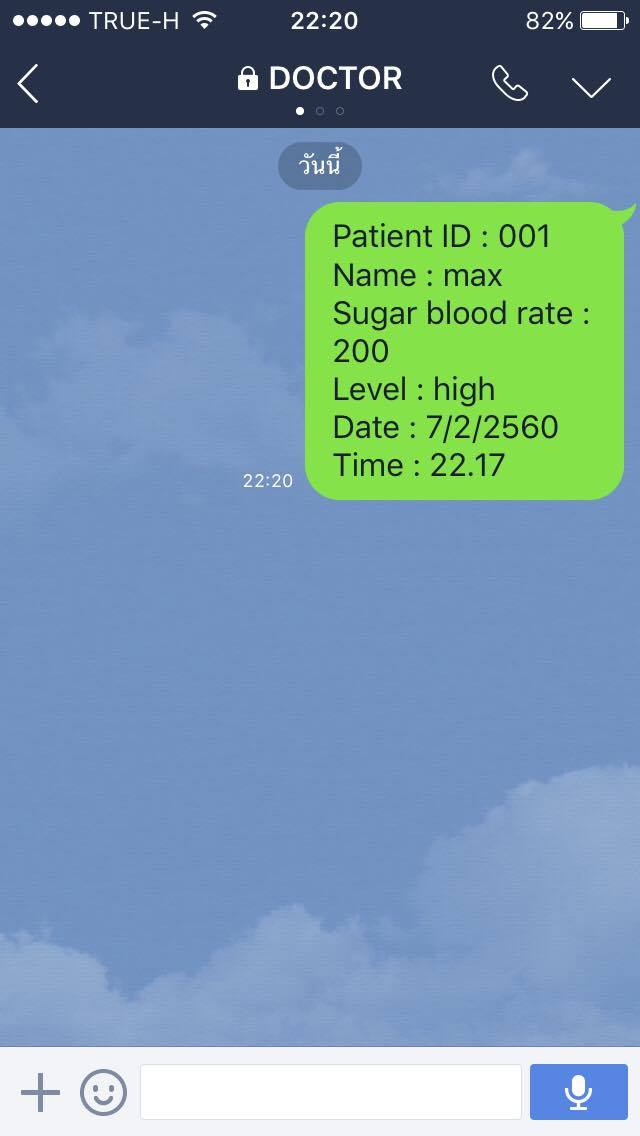 TRUE-H 22:20 82%
DOCTOR
วันนี้
Patient ID : 001
Name : max
Sugar blood rate :
200
Level : high
Date : 7/2/2560
Time : 22.17
22:20